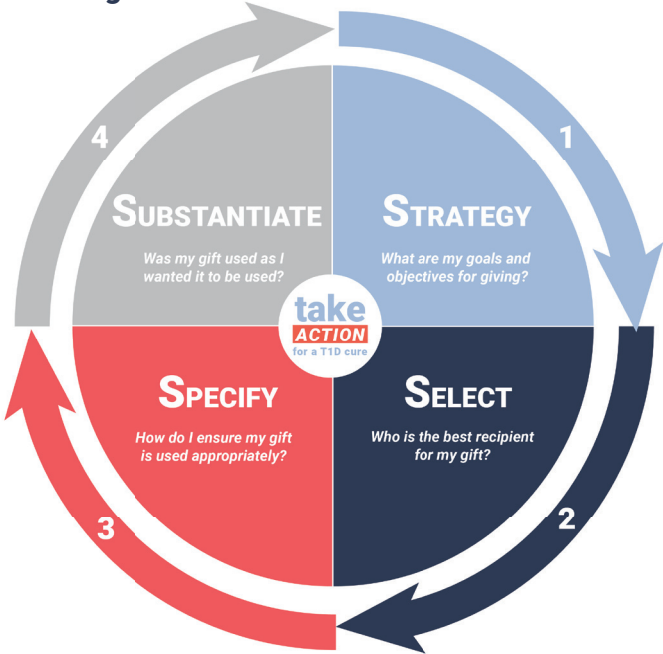 1
STRATEGY
What are my goals and
objectives for giving?
2
SELECT
Who is the best recipient
for my gift?
3
SPECIFY
How do I ensure my gift
is used appropriately?
4
SUBSTANTIATE
Was my gift used as I
wanted it to be used?
take
ACTION
for a T1D cure